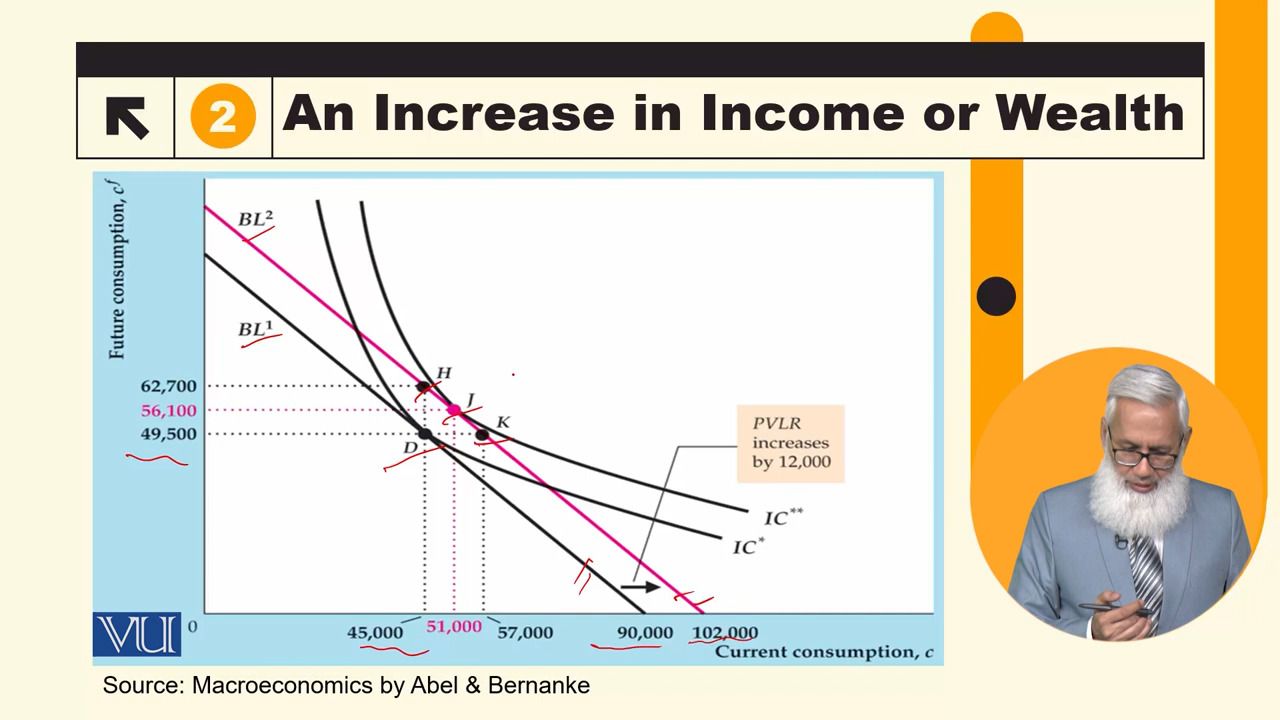 2
An Increase in Income or Wealth
Future consumption, cᶠ
BL²
BL¹
62,700
56,100
49,500
H
J
K
D
PVLR
increases
by 12,000
IC**
IC*
VU
0
45,000
51,000
57,000
90,000
102,000
Current consumption, c
Source: Macroeconomics by Abel & Bernanke